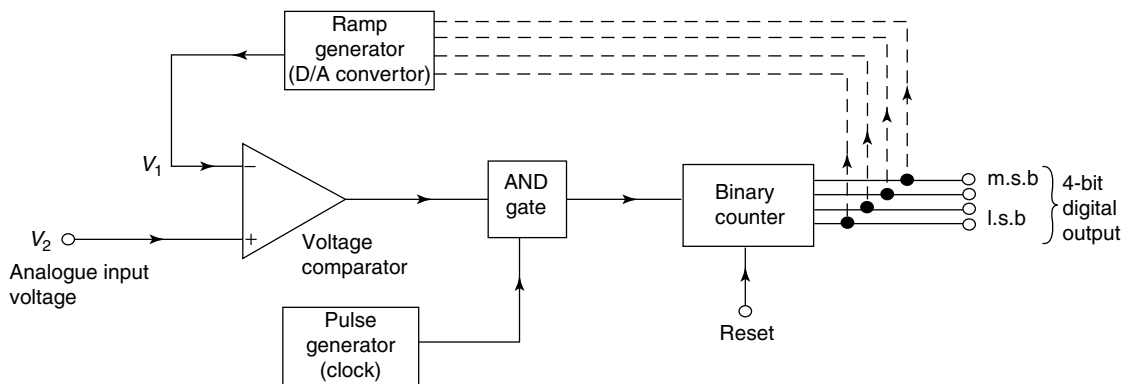 Ramp
generator
(D/A convertor)
V1
−
AND
gate
Binary
counter
m.s.b
l.s.b
4-bit
digital
output
V2
+
Analogue input
voltage
Voltage
comparator
Pulse
generator
(clock)
Reset